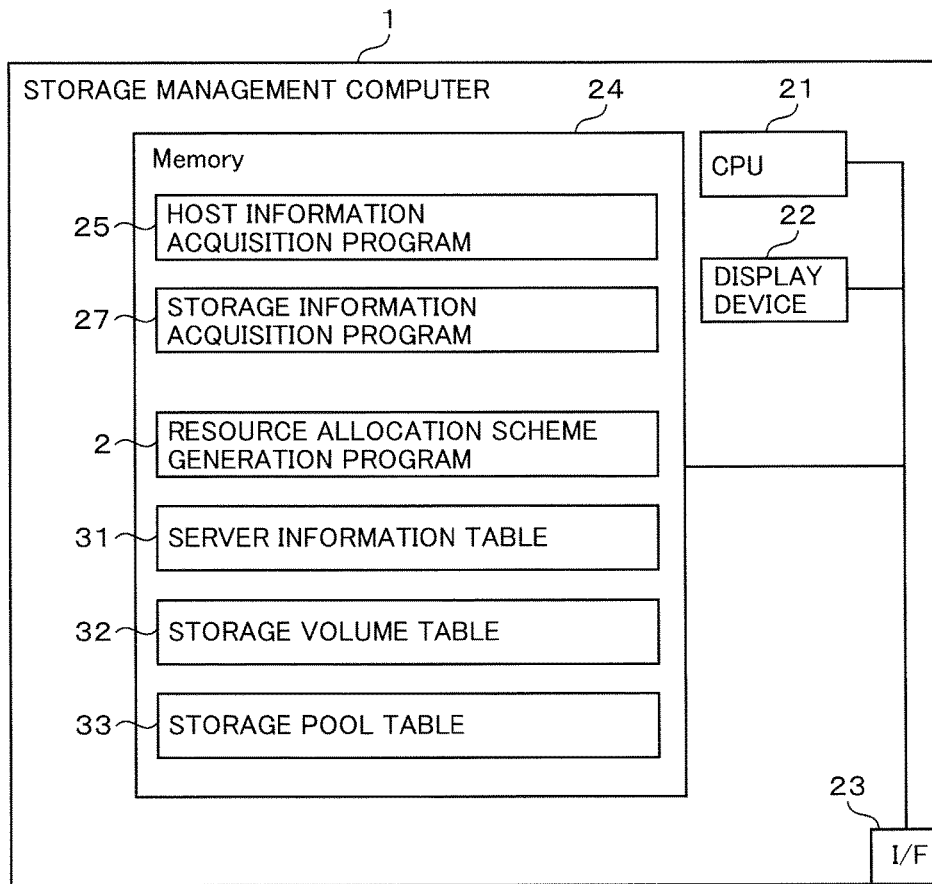 1
STORAGE MANAGEMENT COMPUTER
24
21
Memory
CPU
25
HOST INFORMATION
ACQUISITION PROGRAM
22
DISPLAY
DEVICE
27
STORAGE INFORMATION
ACQUISITION PROGRAM
2
RESOURCE ALLOCATION SCHEME
GENERATION PROGRAM
31
SERVER INFORMATION TABLE
32
STORAGE VOLUME TABLE
33
STORAGE POOL TABLE
23
I/F